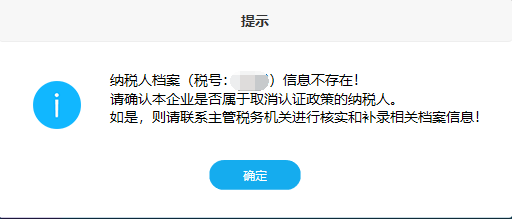 提示
纳税人档案（税号：）信息不存在！
请确认本企业是否属于取消认证政策的纳税人。
如是，则请联系主管税务机关进行核实和补录相关档案信息！
确定